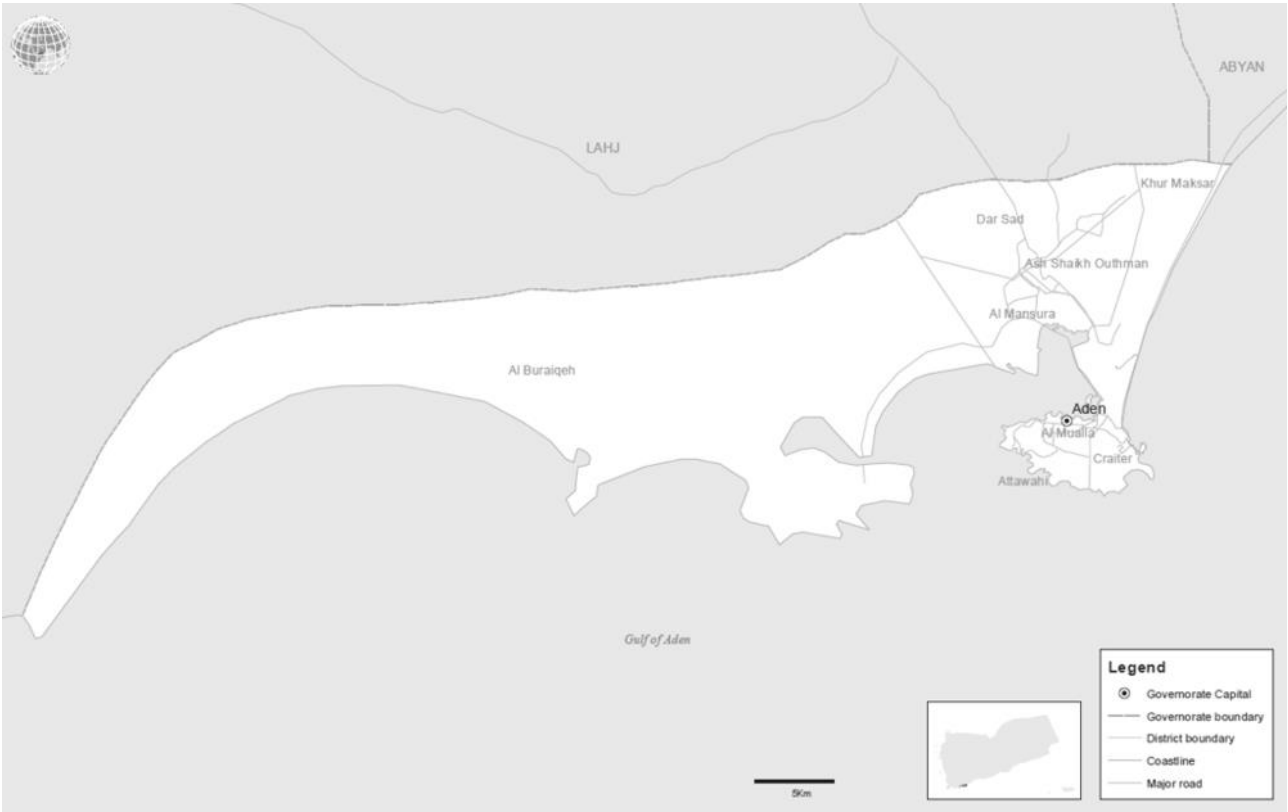 ABYAN
LAHJ
Khur Maksar
Dar Sad
Ash Shaikh Outhman
Al Mansura
Al Buraiqeh
Aden
Al Mualla
Craiter
Attawahi
Gulf of Aden
Legend
Governorate Capital
Governorate boundary
District boundary
Coastline
Major road
5Km